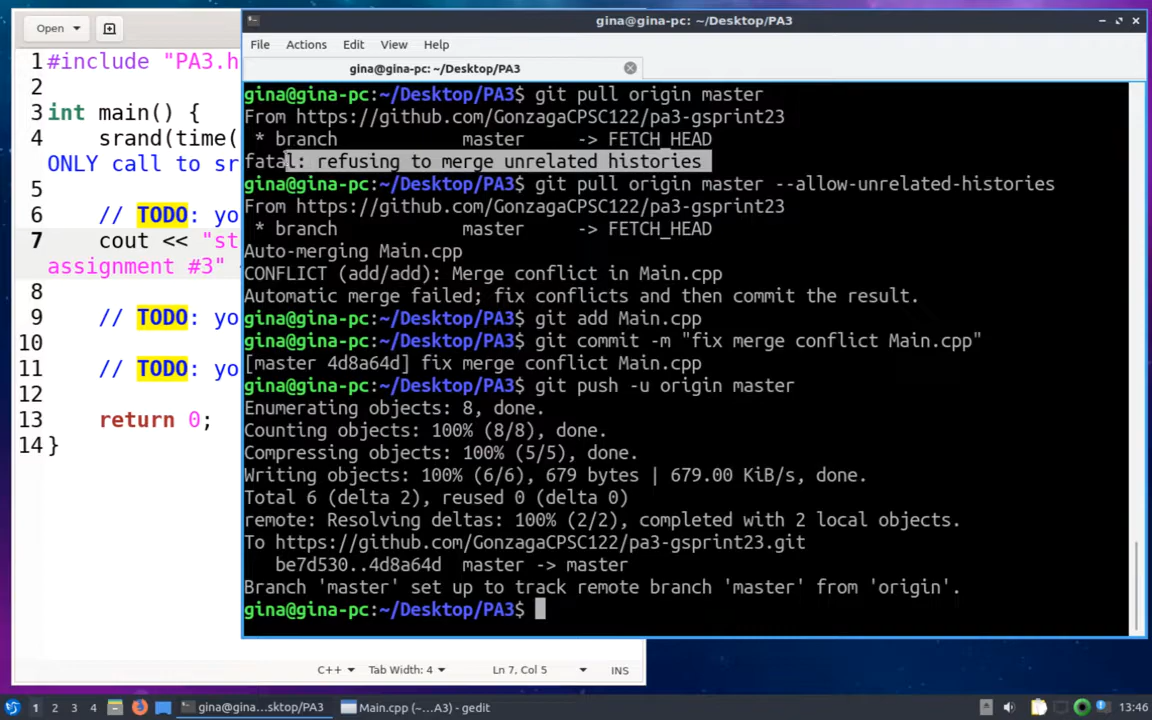 gina@gina-pc: ~/Desktop/PA3
Open
File Actions Edit View Help
gina@gina-pc: ~/Desktop/PA3
1 #include "PA3.h
2
3 int main() {
4 srand(time(
ONLY call to sr
5
6 // TODO: yo
7 cout << "st
assignment #3"
8
9 // TODO: yo
10
11 // TODO: yo
12
13 return 0;
14 }
gina@gina-pc:~/Desktop/PA3$ git pull origin master
From https://github.com/GonzagaCPSC122/pa3-gsprint23
* branch master -> FETCH_HEAD
fatal: refusing to merge unrelated histories
gina@gina-pc:~/Desktop/PA3$ git pull origin master --allow-unrelated-histories
From https://github.com/GonzagaCPSC122/pa3-gsprint23
* branch master -> FETCH_HEAD
Auto-merging Main.cpp
CONFLICT (add/add): Merge conflict in Main.cpp
Automatic merge failed; fix conflicts and then commit the result.
gina@gina-pc:~/Desktop/PA3$ git add Main.cpp
gina@gina-pc:~/Desktop/PA3$ git commit -m "fix merge conflict Main.cpp"
[master 4d8a64d] fix merge conflict Main.cpp
gina@gina-pc:~/Desktop/PA3$ git push -u origin master
Enumerating objects: 8, done.
Counting objects: 100% (8/8), done.
Compressing objects: 100% (5/5), done.
Writing objects: 100% (6/6), 679 bytes | 679.00 KiB/s, done.
Total 6 (delta 2), reused 0 (delta 0)
remote: Resolving deltas: 100% (2/2), completed with 2 local objects.
To https://github.com/GonzagaCPSC122/pa3-gsprint23.git
be7d530..4d8a64d master -> master
Branch 'master' set up to track remote branch 'master' from 'origin'.
gina@gina-pc:~/Desktop/PA3$
C++ Tab Width: 4 Ln 7, Col 5 INS
1 2 3 4 gina@gina...sktop/PA3 Main.cpp (~...A3) - gedit 13:46